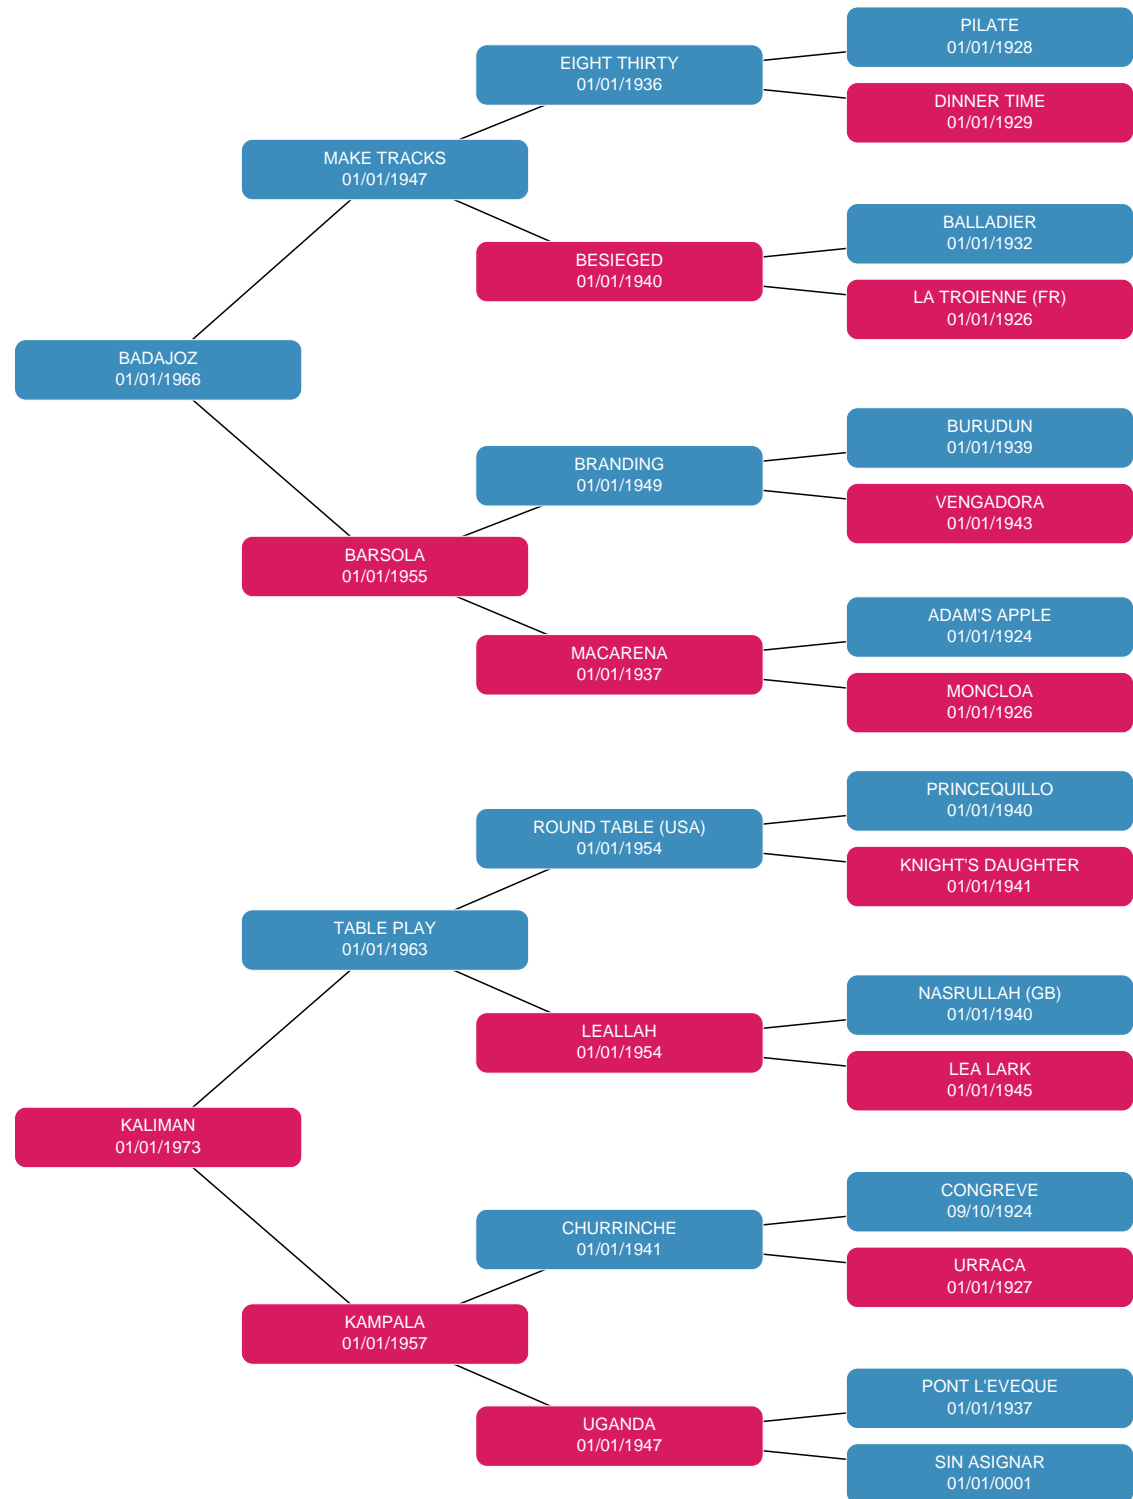 PILATE
01/01/1928
EIGHT THIRTY
01/01/1936
DINNER TIME
01/01/1929
MAKE TRACKS
01/01/1947
BALLADIER
01/01/1932
BESIEGED
01/01/1940
LA TROIENNE (FR)
01/01/1926
BADAJOZ
01/01/1966
BURUDUN
01/01/1939
BRANDING
01/01/1949
VENGADORA
01/01/1943
BARSOLA
01/01/1955
ADAM'S APPLE
01/01/1924
MACARENA
01/01/1937
MONCLOA
01/01/1926
PRINCEQUILLO
01/01/1940
ROUND TABLE (USA)
01/01/1954
KNIGHT'S DAUGHTER
01/01/1941
TABLE PLAY
01/01/1963
NASRULLAH (GB)
01/01/1940
LEALLAH
01/01/1954
LEA LARK
01/01/1945
KALIMAN
01/01/1973
CONGREVE
09/10/1924
CHURRINCHE
01/01/1941
URRACA
01/01/1927
KAMPALA
01/01/1957
PONT L'EVEQUE
01/01/1937
UGANDA
01/01/1947
SIN ASIGNAR
01/01/0001